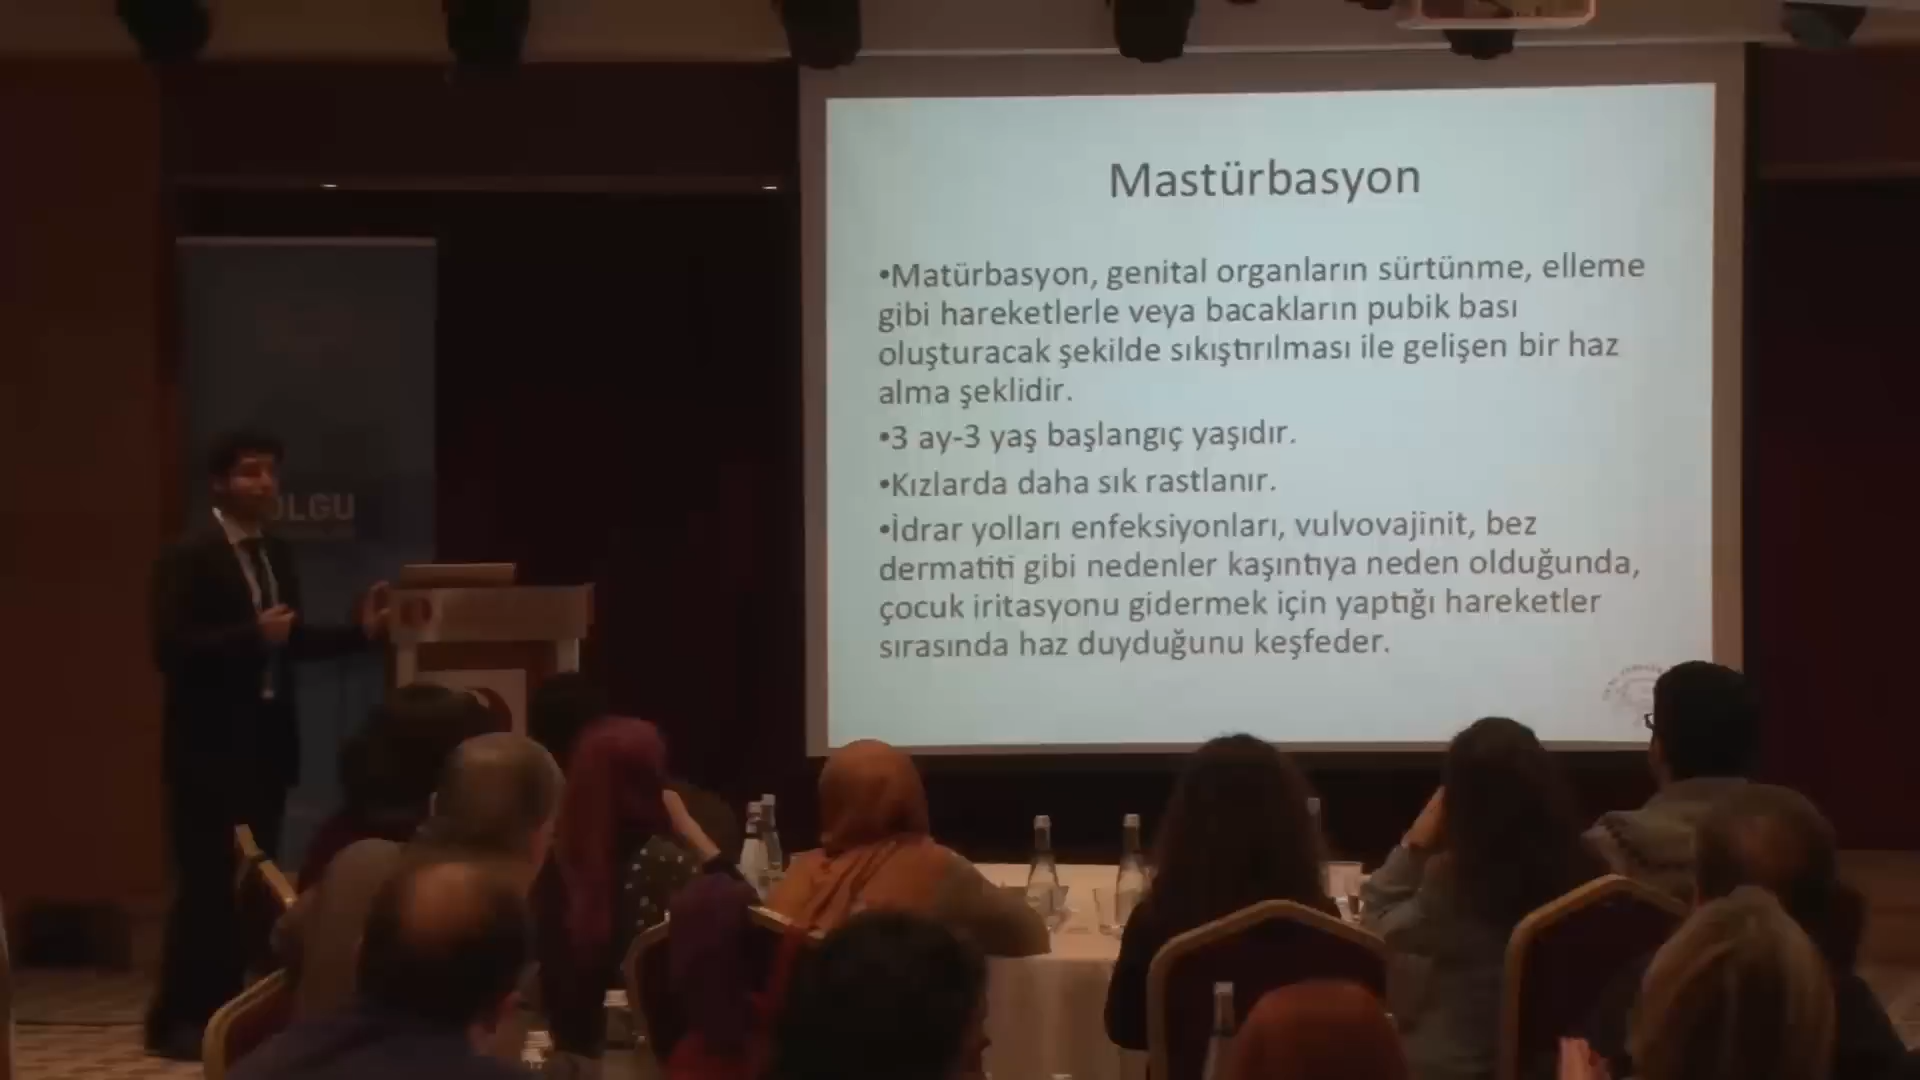 OLGU
Mastürbasyon
•Matürbasyon, genital organların sürtünme, elleme
gibi hareketlerle veya bacakların pubik bası
oluşturacak şekilde sıkıştırılması ile gelişen bir haz
alma şeklidir.
•3 ay-3 yaş başlangıç yaşıdır.
•Kızlarda daha sık rastlanır.
•İdrar yolları enfeksiyonları, vulvovajinit, bez
dermatiti gibi nedenler kaşıntıya neden olduğunda,
çocuk iritasyonu gidermek için yaptığı hareketler
sırasında haz duyduğunu keşfeder.